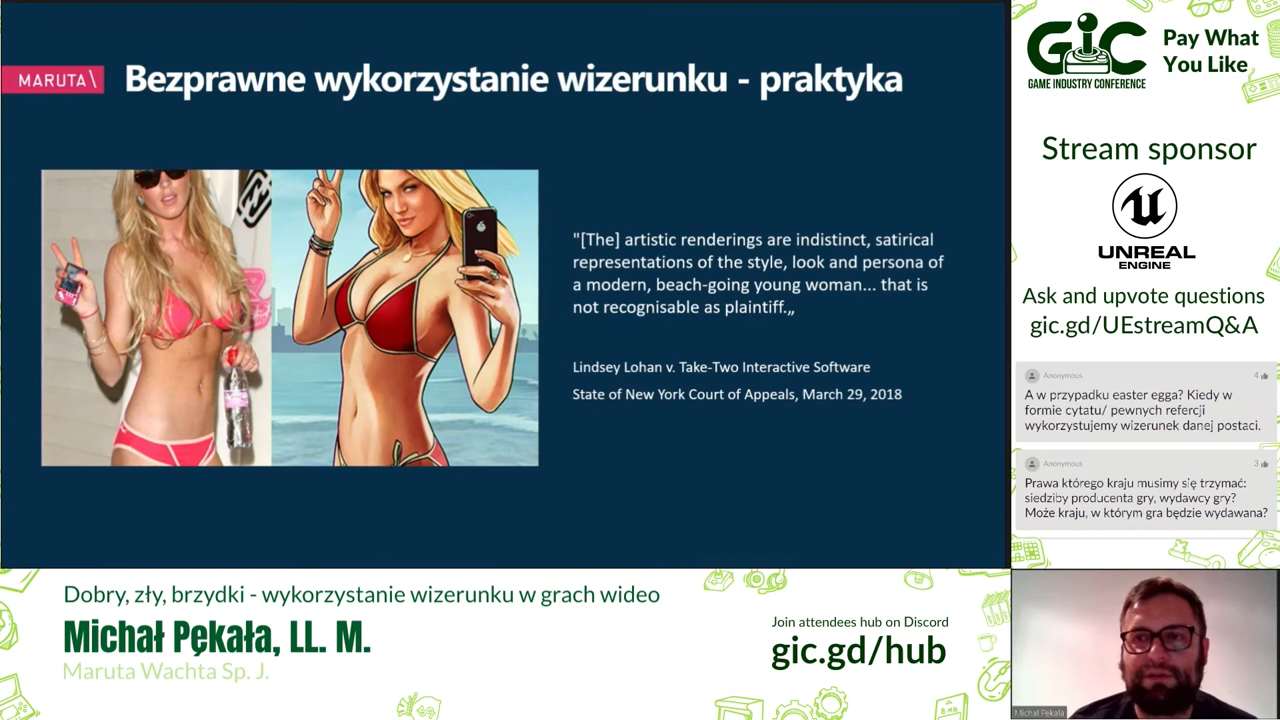 MARUTA\
Bezprawne wykorzystanie wizerunku - praktyka
"[The] artistic renderings are indistinct, satirical
representations of the style, look and persona of
a modern, beach-going young woman... that is
not recognisable as plaintiff.„
Lindsey Lohan v. Take-Two Interactive Software
State of New York Court of Appeals, March 29, 2018
GIC
GAME INDUSTRY CONFERENCE
Pay What
You Like
Stream sponsor
UNREAL
ENGINE
Ask and upvote questions
gic.gd/UEstreamQ&A
Anonymous
4
A w przypadku easter egga? Kiedy w
formie cytatu/ pewnych refercji
wykorzystujemy wizerunek danej postaci.
Anonymous
3
Prawa którego kraju musimy się trzymać:
siedziby producenta gry, wydawcy gry?
Może kraju, w którym gra będzie wydawana?
Dobry, zły, brzydki - wykorzystanie wizerunku w grach wideo
Michał Pękała, LL. M.
Maruta Wachta Sp. J.
Join attendees hub on Discord
gic.gd/hub
Michał Pękała